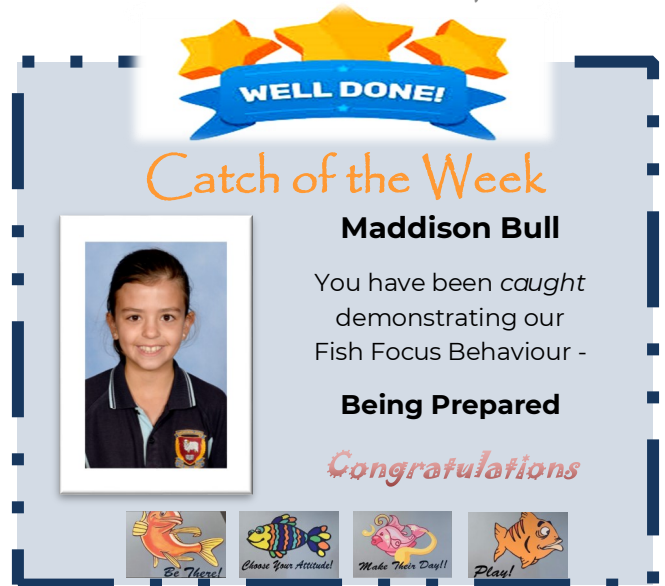 WELL DONE!
Catch of the Week
Maddison Bull
You have been caught
demonstrating our
Fish Focus Behaviour -
Being Prepared
Congratulations
Be There!
Choose Your Attitude!
Make Their Day!!
Play!